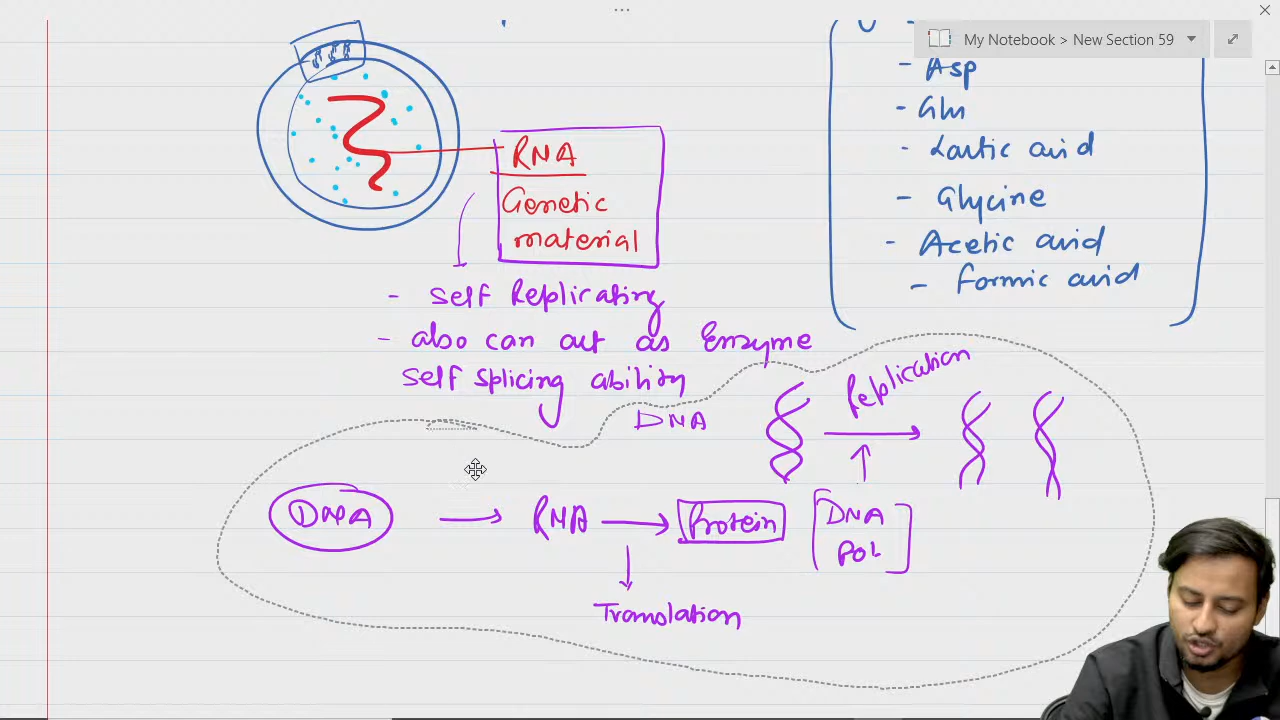 My Notebook > New Section 59
- Asp
- Glu
- Lactic acid
- Glycine
- Acetic acid
- Formic acid
RNA
Genetic
material
- Self Replicating
- also can act as Enzyme
Self splicing ability
DNA
Replication
DNA
RNA
Protein
DNA
Pol
Translation